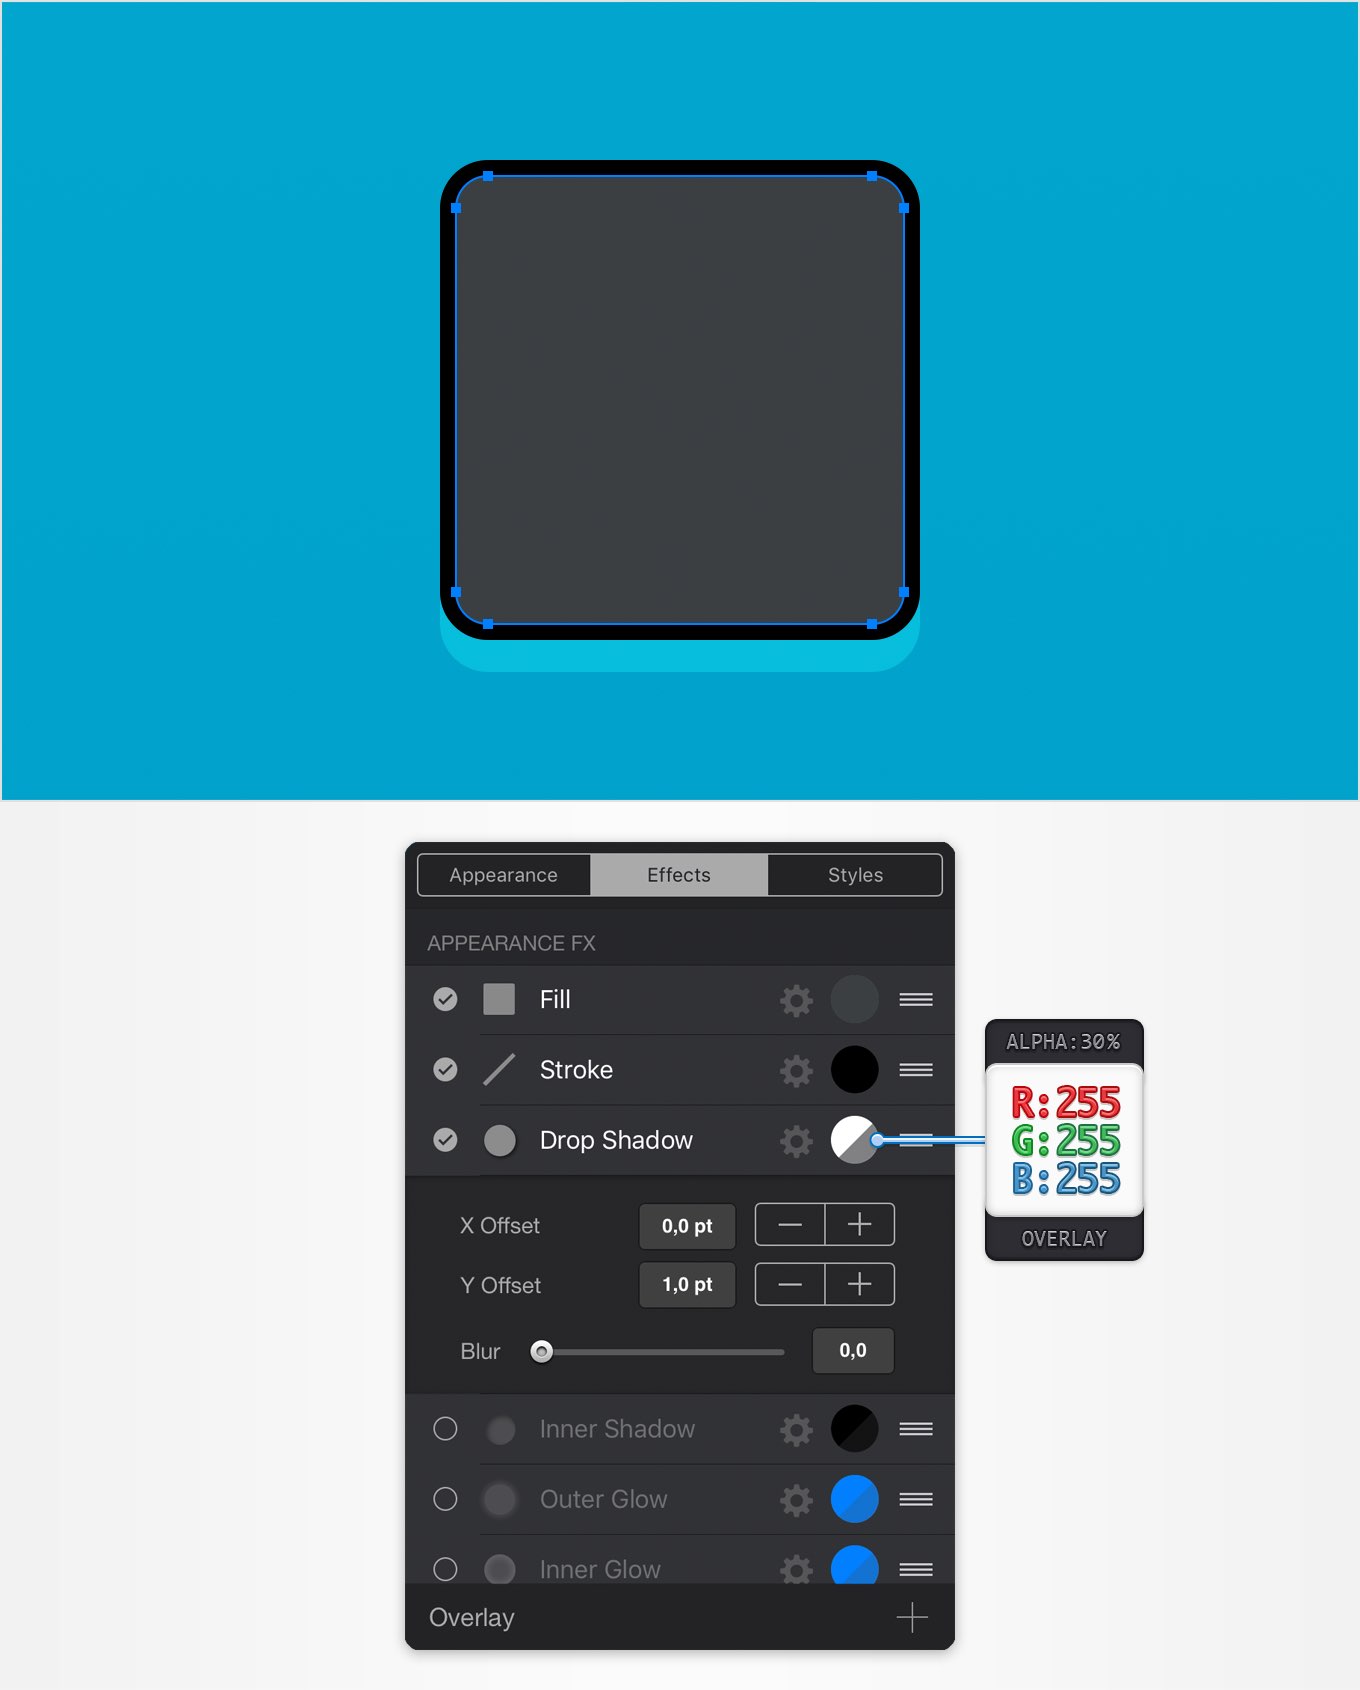 Appearance
Effects
Styles
APPEARANCE FX
Fill
Stroke
Drop Shadow
ALPHA:30%
R:255
G:255
B:255
OVERLAY
X Offset
0,0 pt
Y Offset
1,0 pt
Blur
0,0
Inner Shadow
Outer Glow
Inner Glow
Overlay